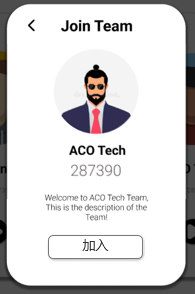 Join Team
ACO Tech
287390
Welcome to ACO Tech Team,
This is the description of the
Team!
加入